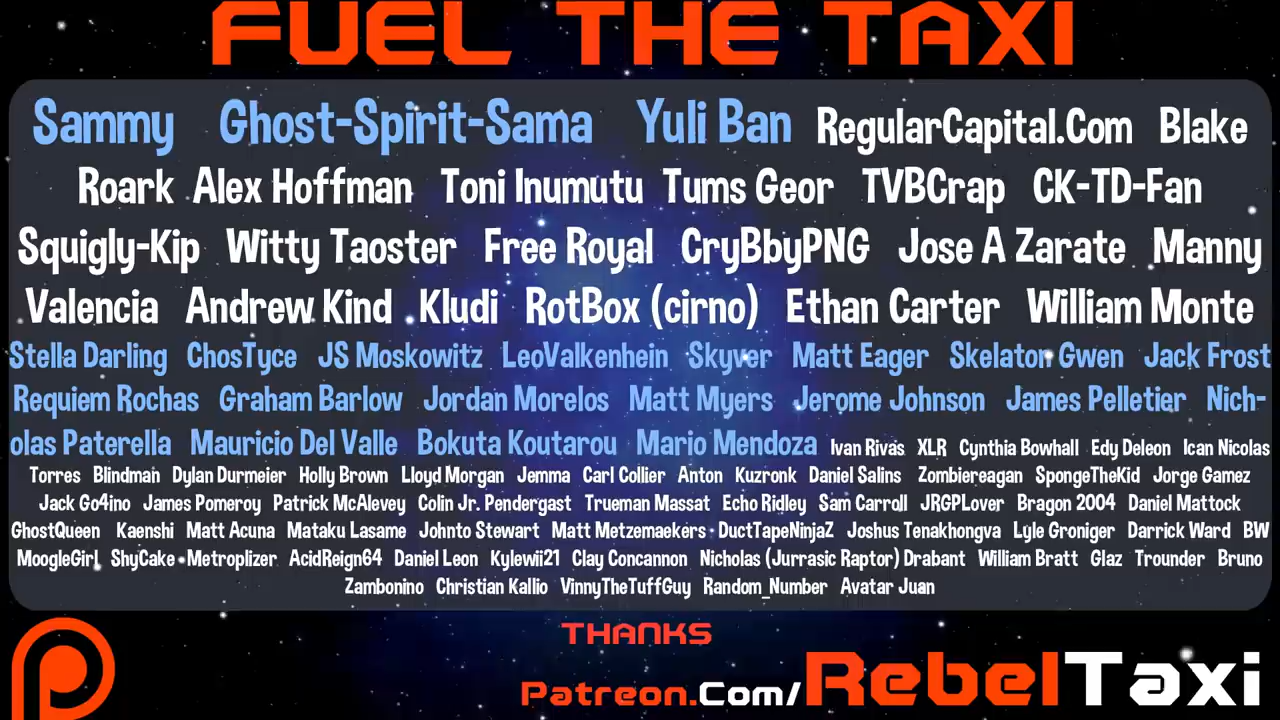 FUEL THE TAXI
Sammy Ghost-Spirit-Sama Yuli Ban RegularCapital.Com Blake
Roark Alex Hoffman Toni Inumutu Tums Geor TVBCrap CK-TD-Fan
Squigly-Kip Witty Taoster Free Royal CryBbyPNG Jose A Zarate Manny
Valencia Andrew Kind Kludi RotBox (cirno) Ethan Carter William Monte
Stella Darling ChosTyce JS Moskowitz LeoValkenhein Skyver Matt Eager Skelaton Gwen Jack Frost
Requiem Rochas Graham Barlow Jordan Morelos Matt Myers Jerome Johnson James Pelletier Nich-
olas Paterella Mauricio Del Valle Bokuta Koutarou Mario Mendoza Ivan Rivas XLR Cynthia Bowhall Edy Deleon Ican Nicolas
Torres Blindman Dylan Durmeier Holly Brown Lloyd Morgan Jemma Carl Collier Anton Kuzronk Daniel Salins Zombiereagan SpongeTheKid Jorge Gamez
Jack Go4ino James Pomeroy Patrick McAlevey Colin Jr. Pendergast Trueman Massat Echo Ridley Sam Carroll JRGPLover Bragon 2004 Daniel Mattock
GhostQueen Kaenshi Matt Acuna Mataku Lasame Johnto Stewart Matt Metzemaekers DuctTapeNinjaZ Joshus Tenakhongva Lyle Groniger Darrick Ward BW
MoogleGirl ShyCake Metroplizer AcidReign64 Daniel Leon Kylewii21 Clay Concannon Nicholas (Jurrasic Raptor) Drabant William Bratt Glaz Trounder Bruno
Zambonino Christian Kallio VinnyTheTuffGuy Random_Number Avatar Juan
THANKS
Patreon.Com/RebelTaxi